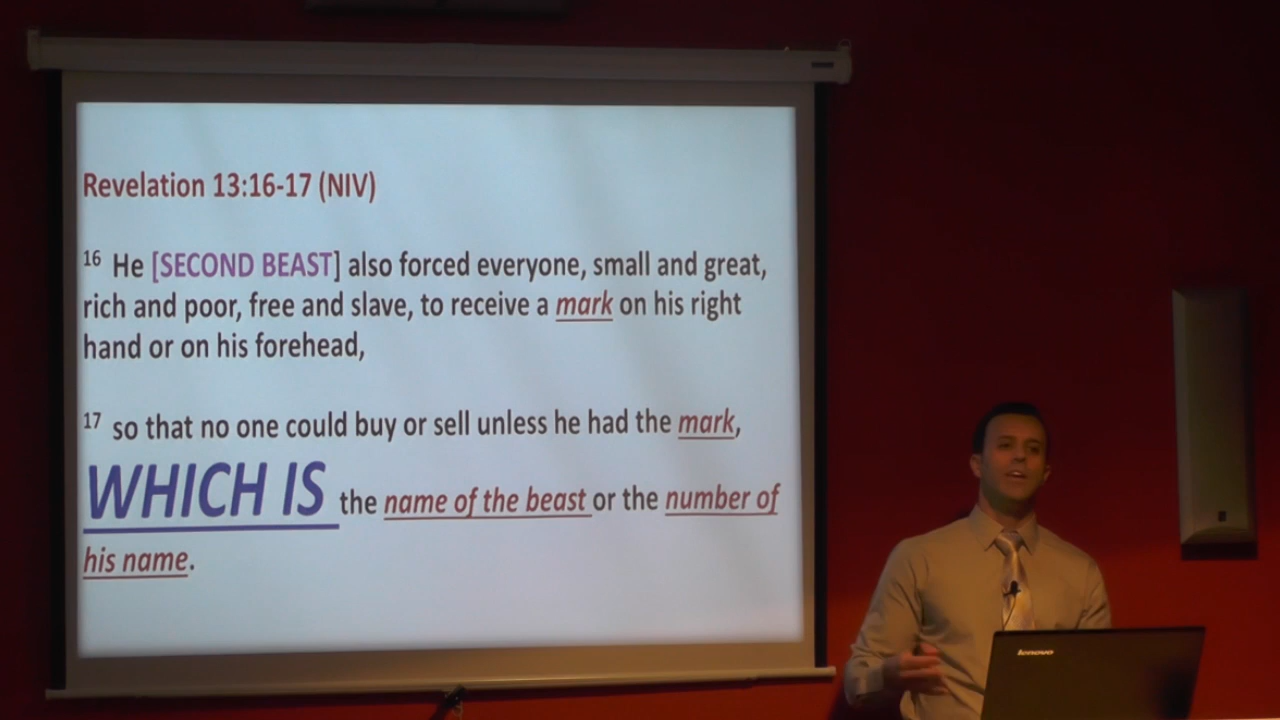 Revelation 13:16-17 (NIV)
16 He [SECOND BEAST] also forced everyone, small and great,
rich and poor, free and slave, to receive a mark on his right
hand or on his forehead,
17 so that no one could buy or sell unless he had the mark,
WHICH IS the name of the beast or the number of
his name.
lenovo